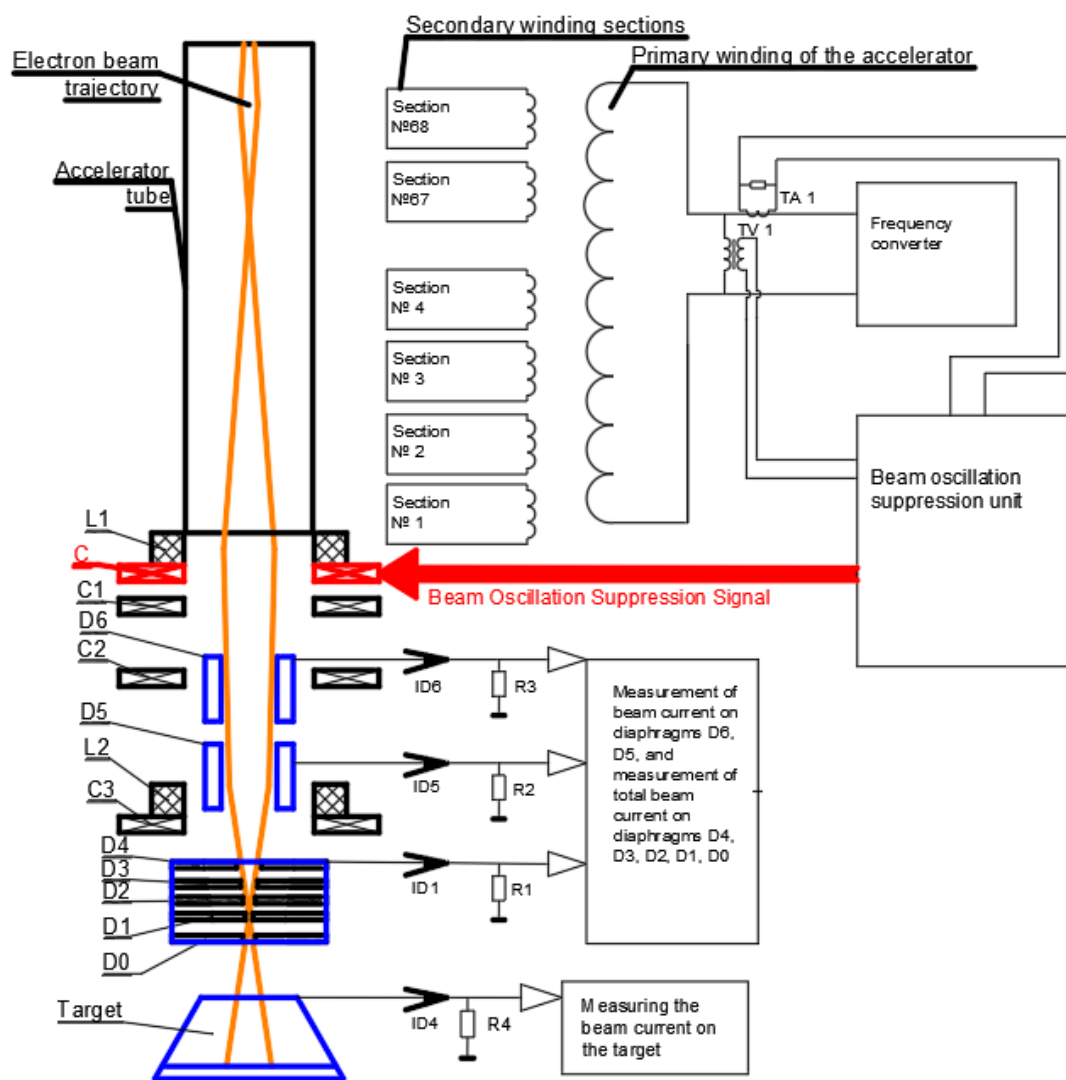 Secondary winding sections
Electron beam
trajectory
Primary winding of the accelerator
Section
№68
Accelerator
tube
Section
№67
TA 1
TV 1
Frequency
converter
Section
№ 4
Section
№ 3
Section
№ 2
Section
№ 1
Beam oscillation
suppression unit
L1
C
Beam Oscillation Suppression Signal
C1
D6
C2
D5
L2
C3
D4
D3
D2
D1
D0
Target
ID6
R3
ID5
R2
ID1
R1
ID4
R4
Measurement of
beam current on
diaphragms D6,
D5, and
measurement of
total beam
current on
diaphragms D4,
D3, D2, D1, D0
Measuring the
beam current on
the target